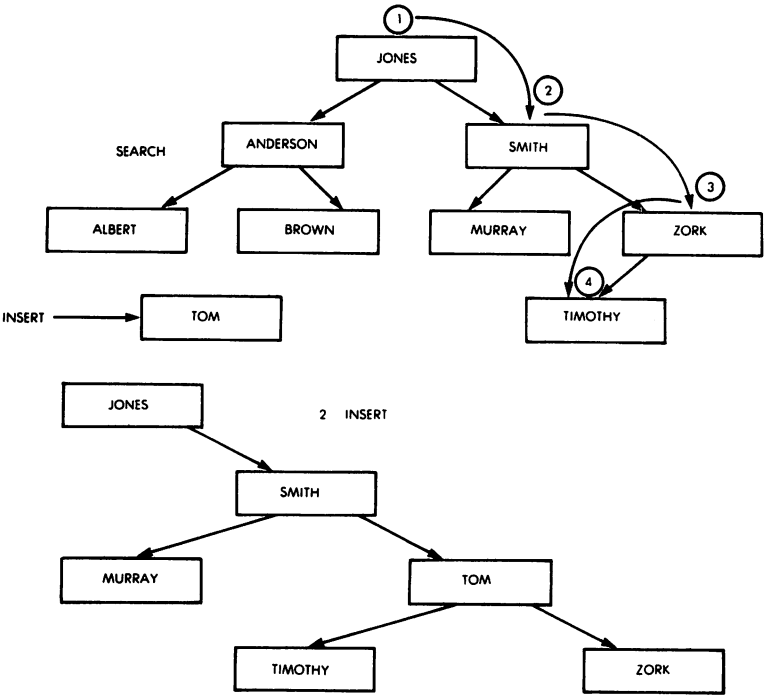 1
JONES
2
ANDERSON
SMITH
SEARCH
3
ALBERT
BROWN
MURRAY
ZORK
4
INSERT
TOM
TIMOTHY
JONES
2 INSERT
SMITH
MURRAY
TOM
TIMOTHY
ZORK